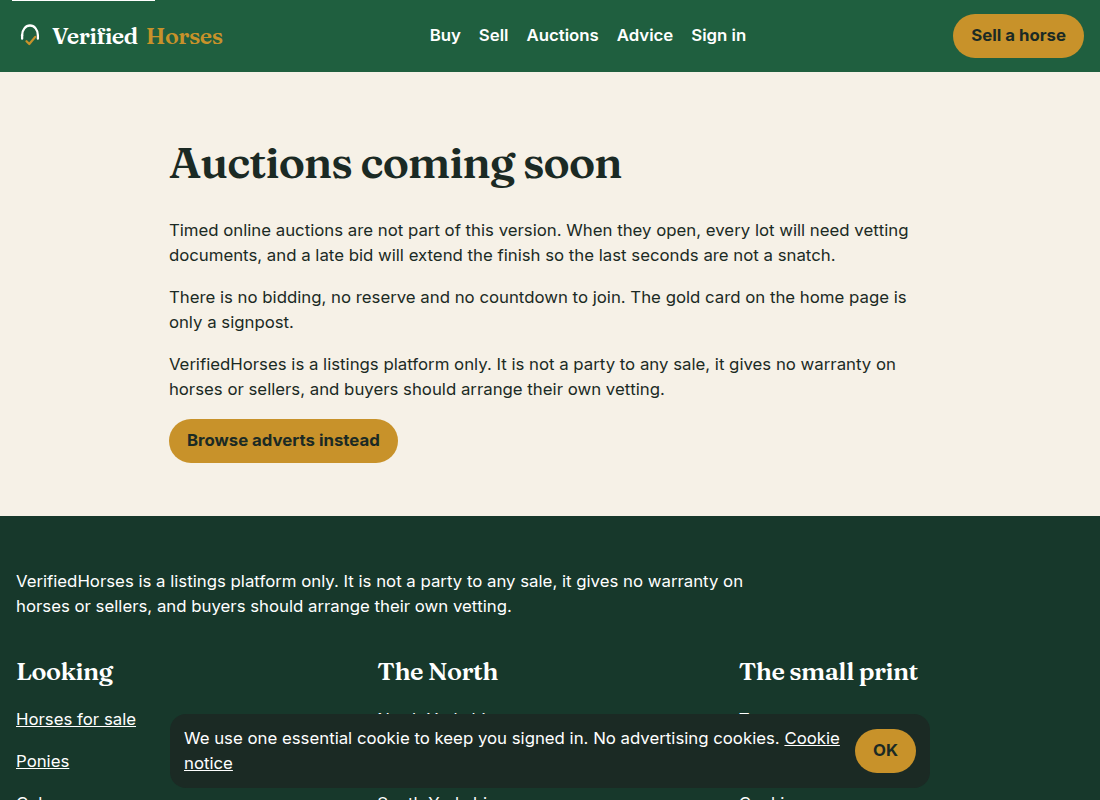 Verified Horses
Buy Sell Auctions Advice Sign in
Sell a horse
Auctions coming soon
Timed online auctions are not part of this version. When they open, every lot will need vetting
documents, and a late bid will extend the finish so the last seconds are not a snatch.
There is no bidding, no reserve and no countdown to join. The gold card on the home page is
only a signpost.
VerifiedHorses is a listings platform only. It is not a party to any sale, it gives no warranty on
horses or sellers, and buyers should arrange their own vetting.
Browse adverts instead
VerifiedHorses is a listings platform only. It is not a party to any sale, it gives no warranty on
horses or sellers, and buyers should arrange their own vetting.
Looking
Horses for sale
Ponies
The North
The small print
We use one essential cookie to keep you signed in. No advertising cookies. Cookie
notice
OK